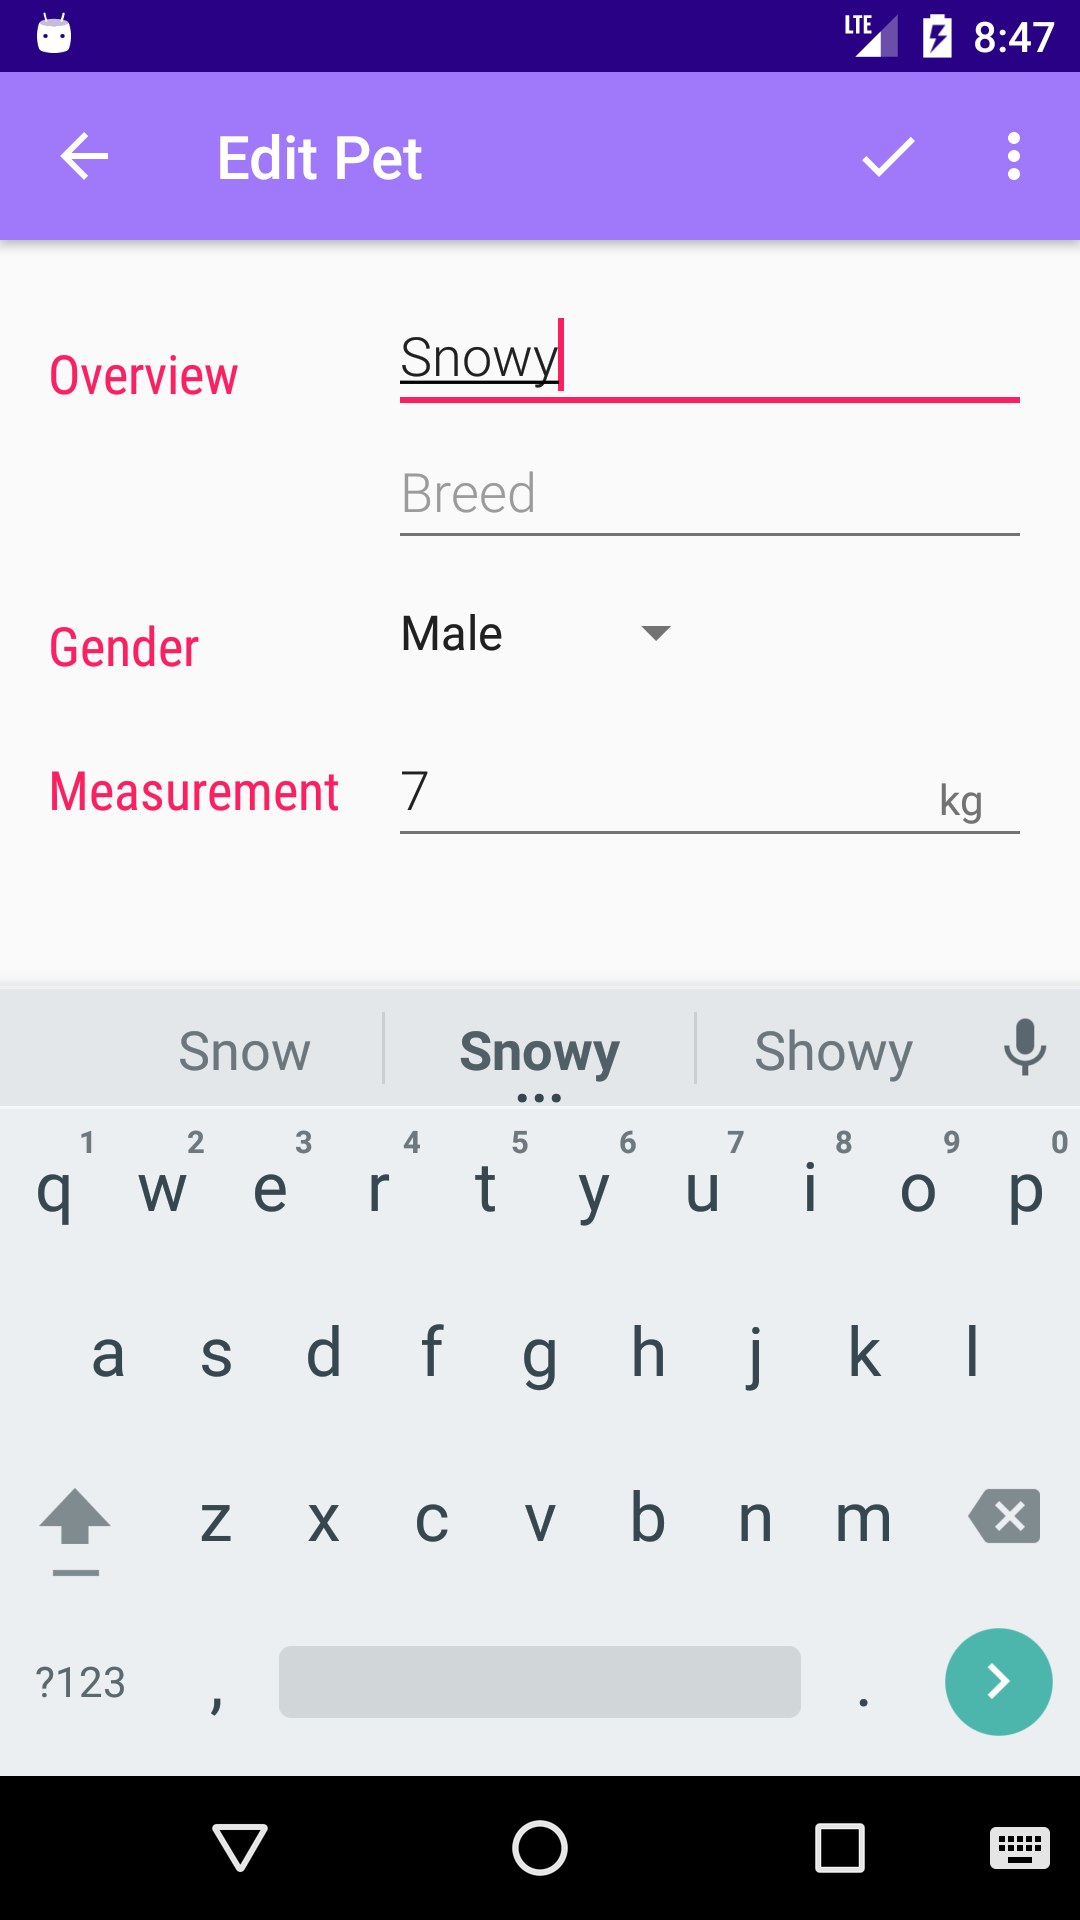 LTE 8:47
Edit Pet
Overview Snowy
Breed
Gender Male
Measurement 7 kg
Snow Snowy Showy
1 2 3 4 5 6 7 8 9 0
q w e r t y u i o p
a s d f g h j k l
z x c v b n m
?123 , .